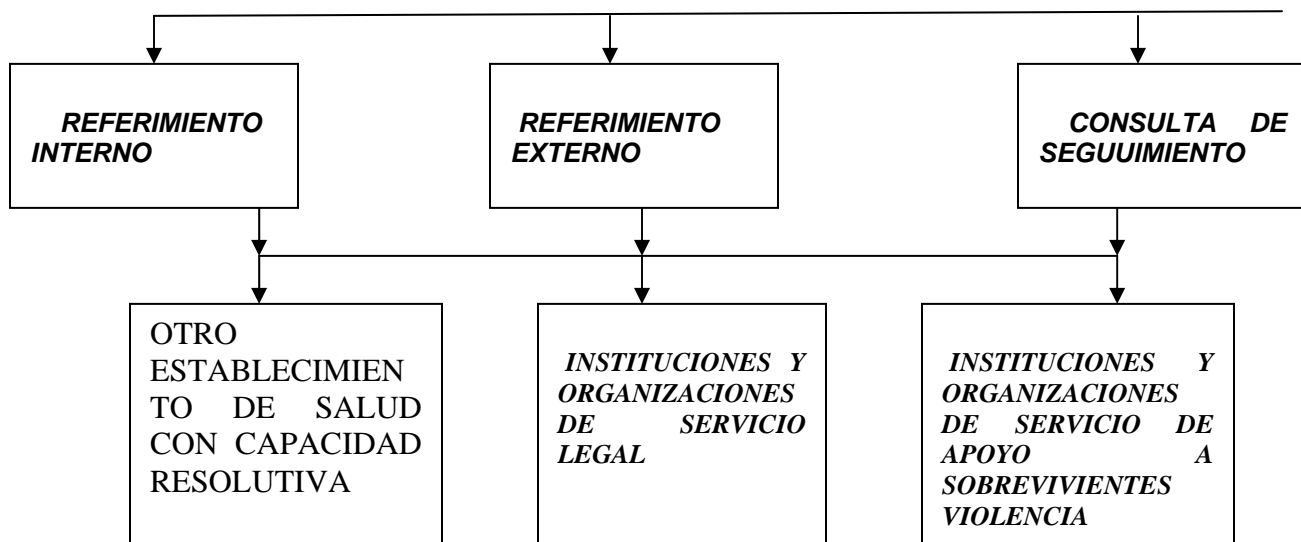 REFERIMIENTO
INTERNO
REFERIMIENTO
EXTERNO
CONSULTA DE
SEGUUIMIENTO
OTRO
ESTABLECIMIEN
TO DE SALUD
CON CAPACIDAD
RESOLUTIVA
INSTITUCIONES Y
ORGANIZACIONES
DE SERVICIO
LEGAL
INSTITUCIONES Y
ORGANIZACIONES
DE SERVICIO DE
APOYO A
SOBREVIVIENTES
VIOLENCIA